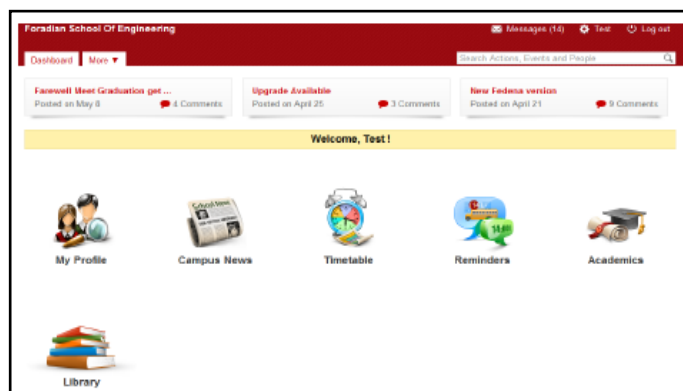 Foradian School Of Engineering
Messages (14) Test Log out
Dashboard More ▼
Search Actions, Events and People
Farewell Meet Graduation get ...
Posted on May 8 4 Comments
Upgrade Available
Posted on April 25 3 Comments
New Fedena version
Posted on April 21 9 Comments
Welcome, Test !
School News
My Profile Campus News Timetable Reminders Academics
Library